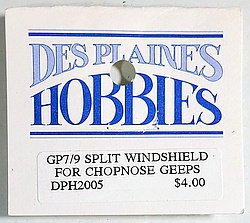 DES PLAINES
HOBBIES
GP7/9 SPLIT WINDSHIELD
FOR CHOPNOSE GEEPS
DPH2005 $4.00